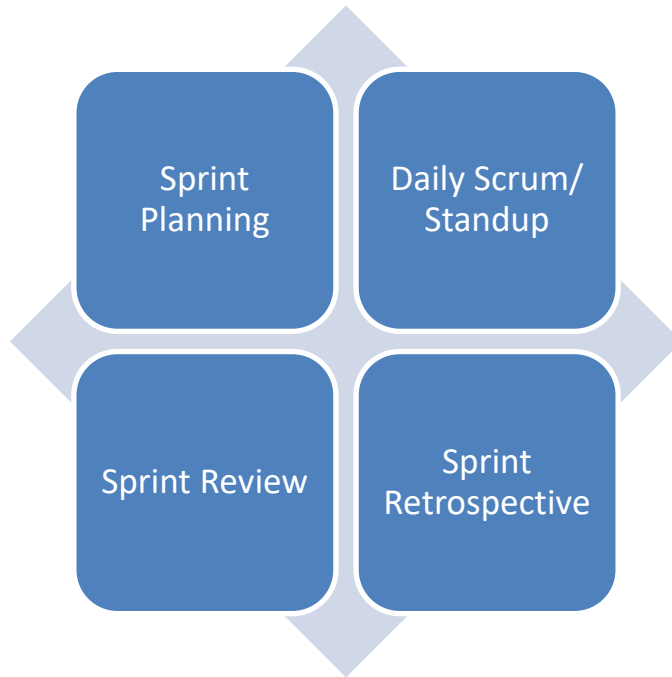 Sprint
Planning
Daily Scrum/
Standup
Sprint Review
Sprint
Retrospective